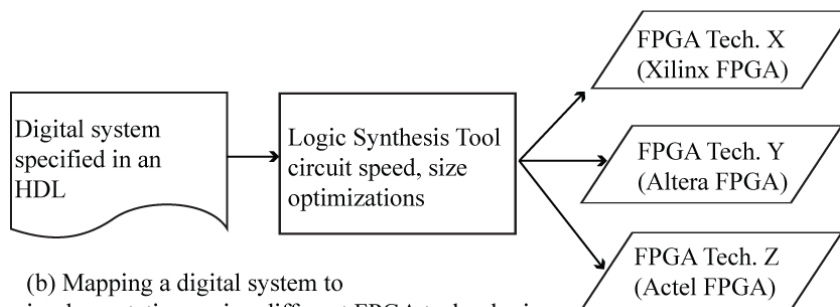 FPGA Tech. X
(Xilinx FPGA)
Digital system
specified in an
HDL
Logic Synthesis Tool
circuit speed, size
optimizations
FPGA Tech. Y
(Altera FPGA)
FPGA Tech. Z
(Actel FPGA)
(b) Mapping a digital system to